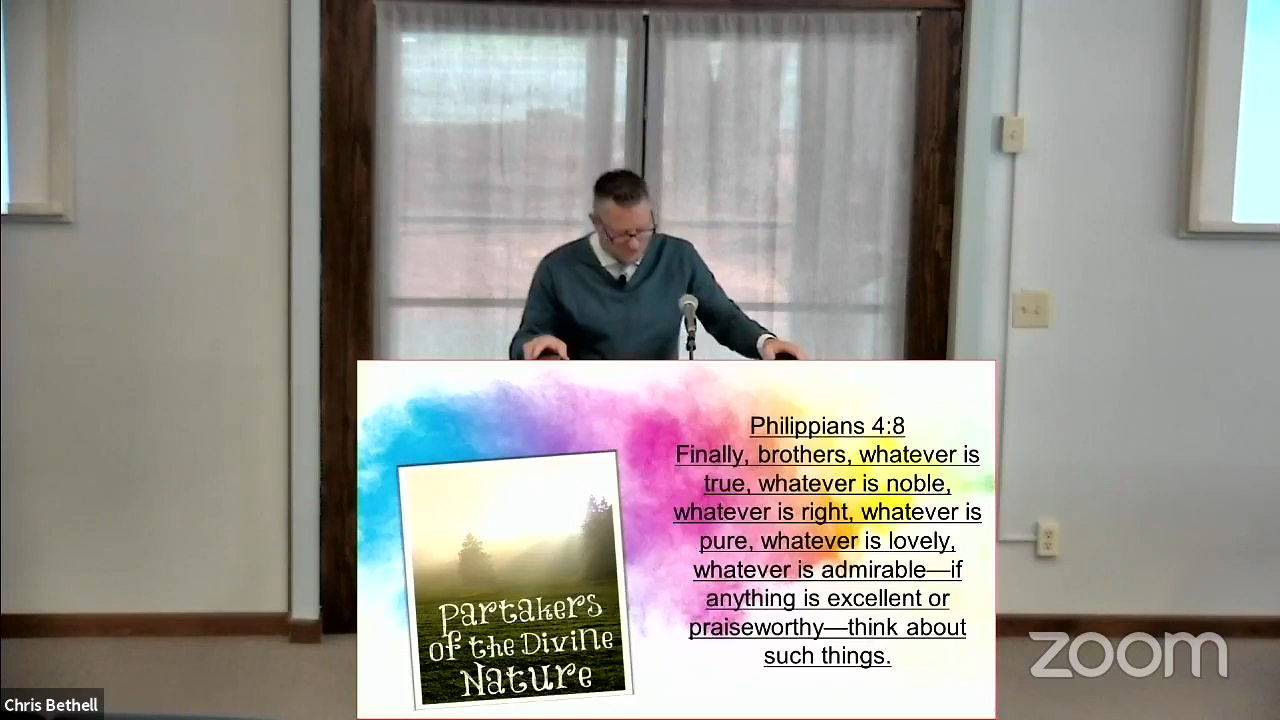 Philippians 4:8
Finally, brothers, whatever is
true, whatever is noble,
whatever is right, whatever is
pure, whatever is lovely,
whatever is admirable—if
anything is excellent or
praiseworthy—think about
such things.
Partakers
of the Divine
Nature
zoom
Chris Bethell